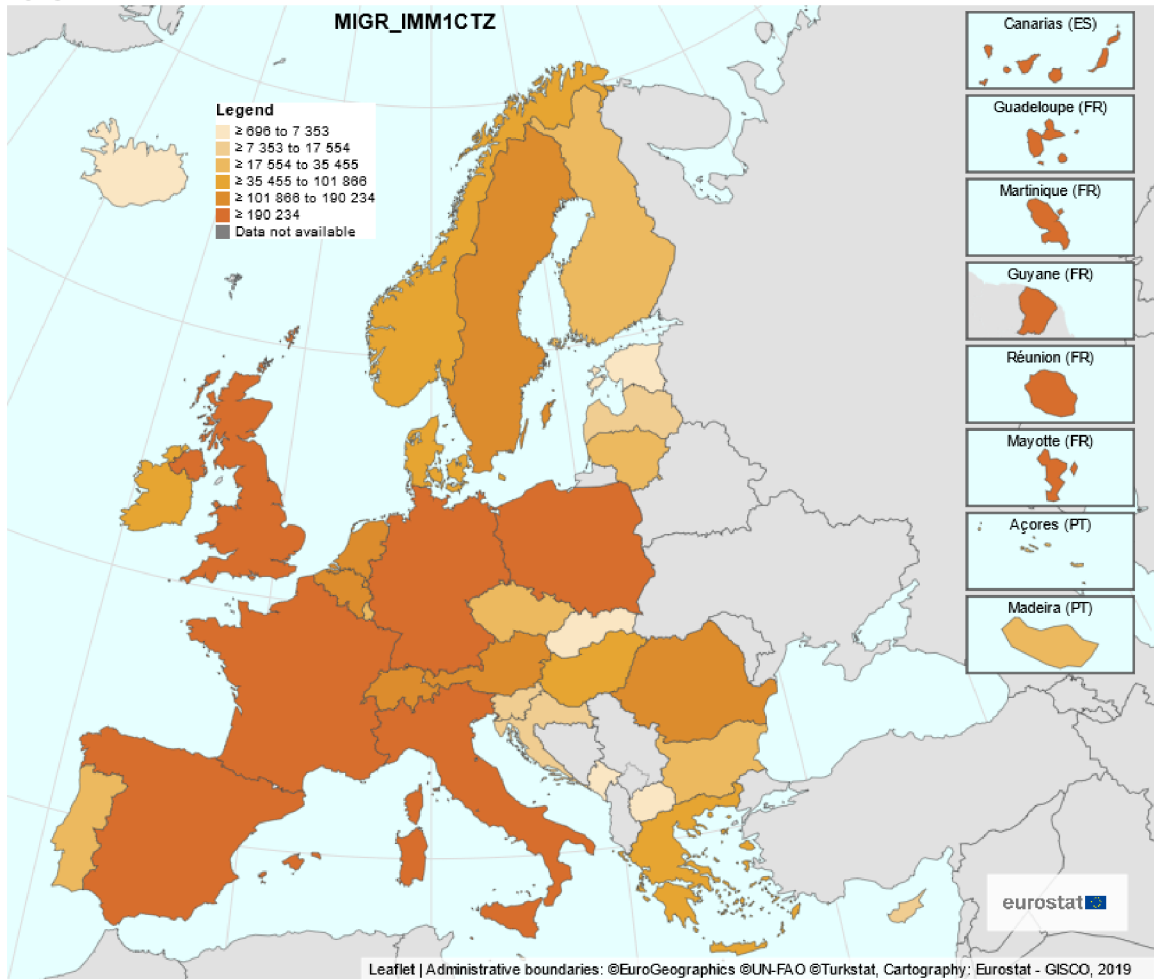 MIGR_IMM1CTZ
Legend
≥ 696 to 7 353
≥ 7 353 to 17 554
≥ 17 554 to 35 455
≥ 35 455 to 101 866
≥ 101 866 to 190 234
≥ 190 234
Data not available
Canarias (ES)
Guadeloupe (FR)
Martinique (FR)
Guyane (FR)
Réunion (FR)
Mayotte (FR)
Açores (PT)
Madeira (PT)
eurostat
Leaflet | Administrative boundaries: ©EuroGeographics ©UN-FAO ©Turkstat, Cartography: Eurostat - GISCO, 2019